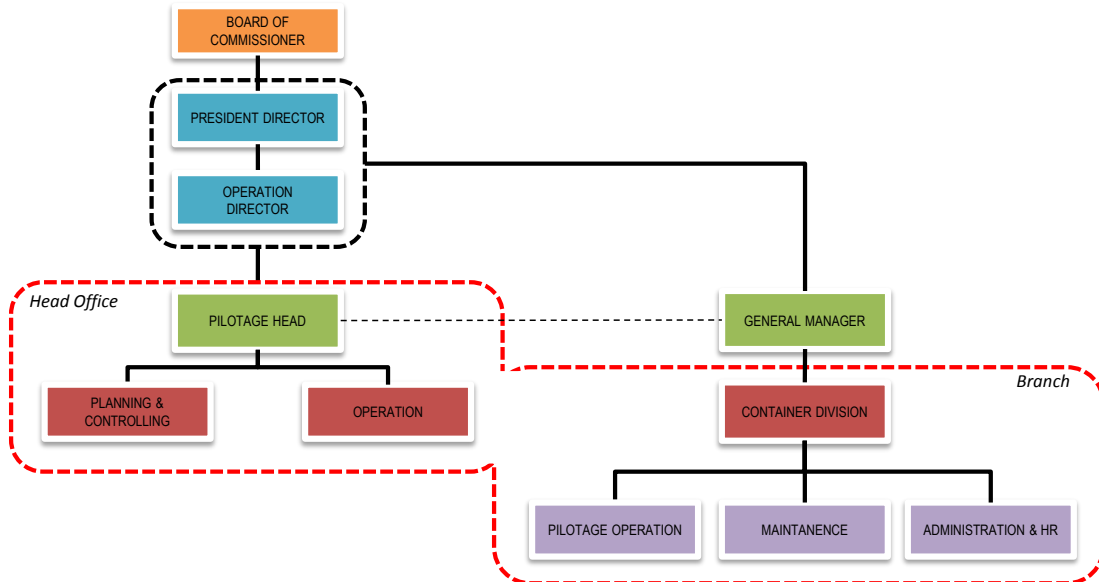 BOARD OF
COMMISSIONER
PRESIDENT DIRECTOR
OPERATION
DIRECTOR
Head Office
PILOTAGE HEAD
GENERAL MANAGER
Branch
PLANNING &
CONTROLLING
OPERATION
CONTAINER DIVISION
PILOTAGE OPERATION
MAINTANENCE
ADMINISTRATION & HR